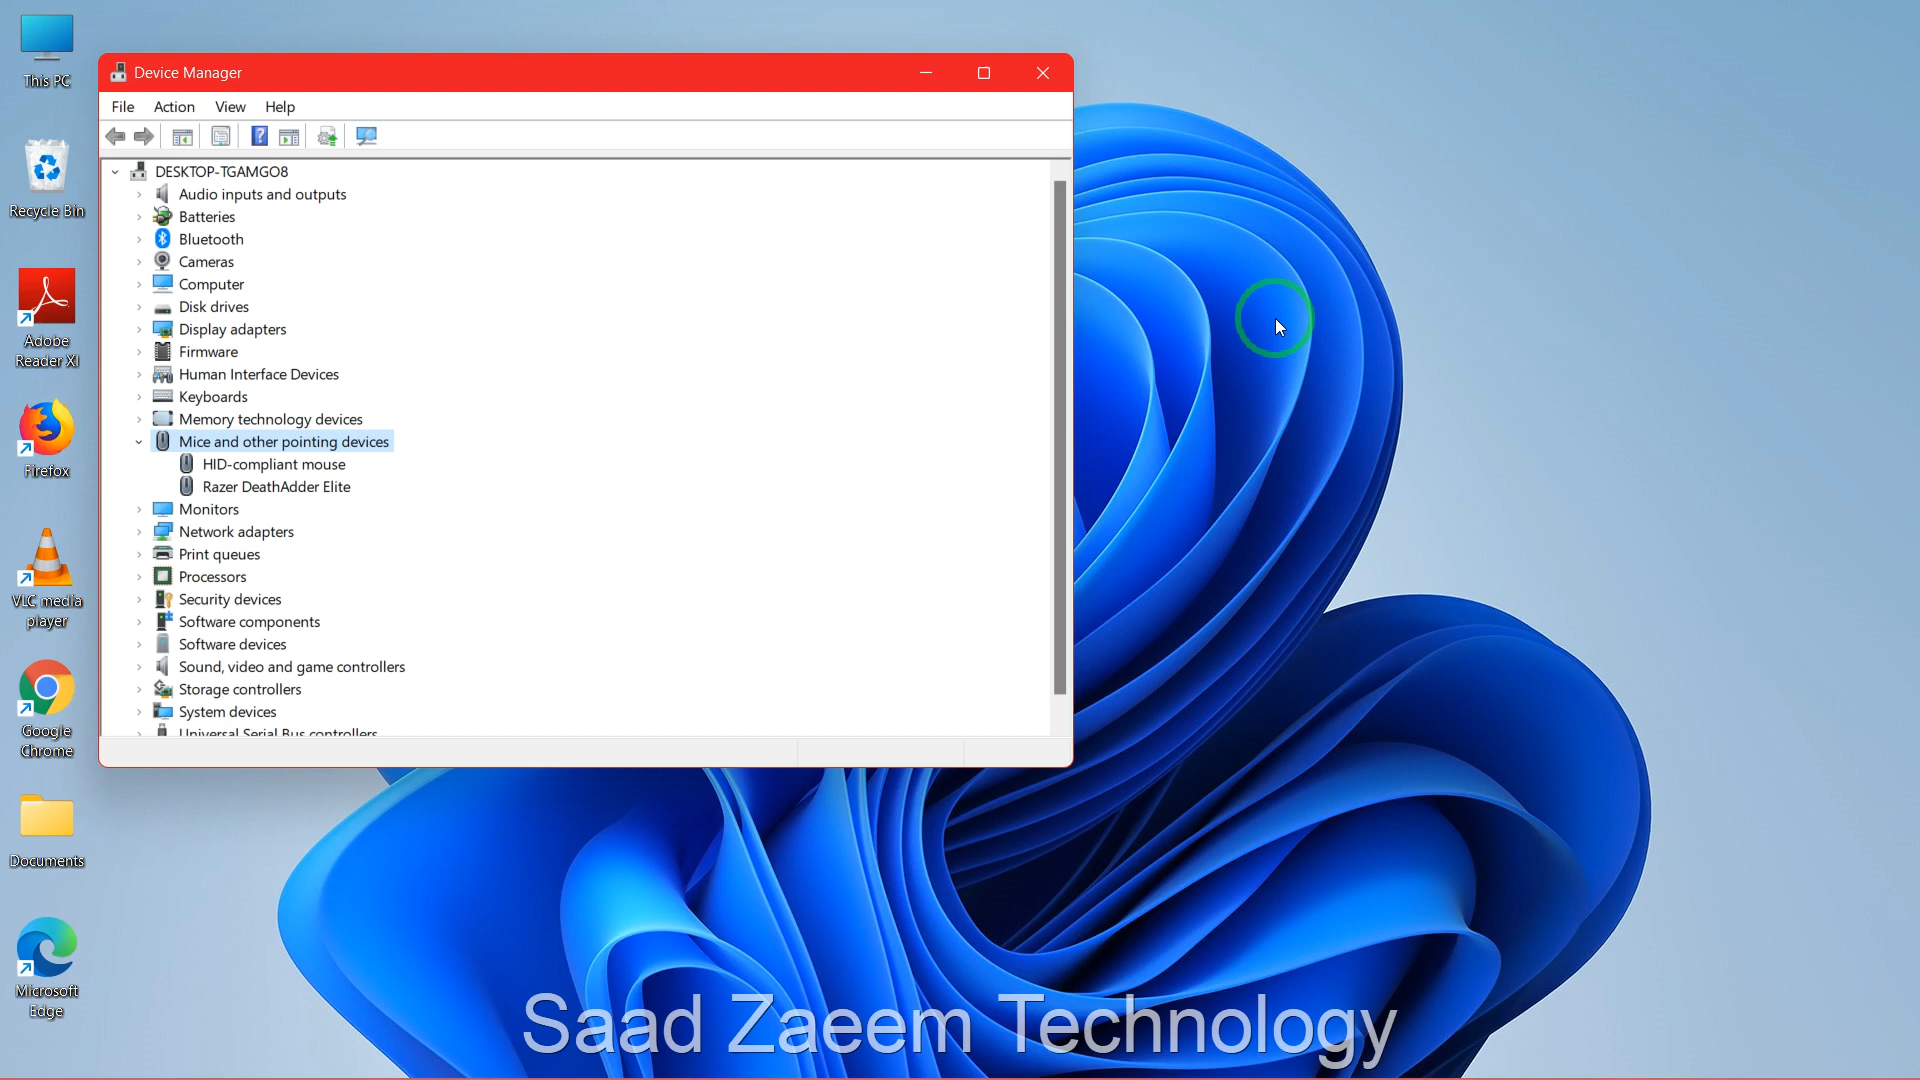 This PC
Recycle Bin
Adobe
Reader XI
Firefox
VLC media
player
Google
Chrome
Documents
Microsoft
Edge
Device Manager
File Action View Help
DESKTOP-TGAMGO8
Audio inputs and outputs
Batteries
Bluetooth
Cameras
Computer
Disk drives
Display adapters
Firmware
Human Interface Devices
Keyboards
Memory technology devices
Mice and other pointing devices
HID-compliant mouse
Razer DeathAdder Elite
Monitors
Network adapters
Print queues
Processors
Security devices
Software components
Software devices
Sound, video and game controllers
Storage controllers
System devices
Universal Serial Bus controllers
Saad Zaeem Technology